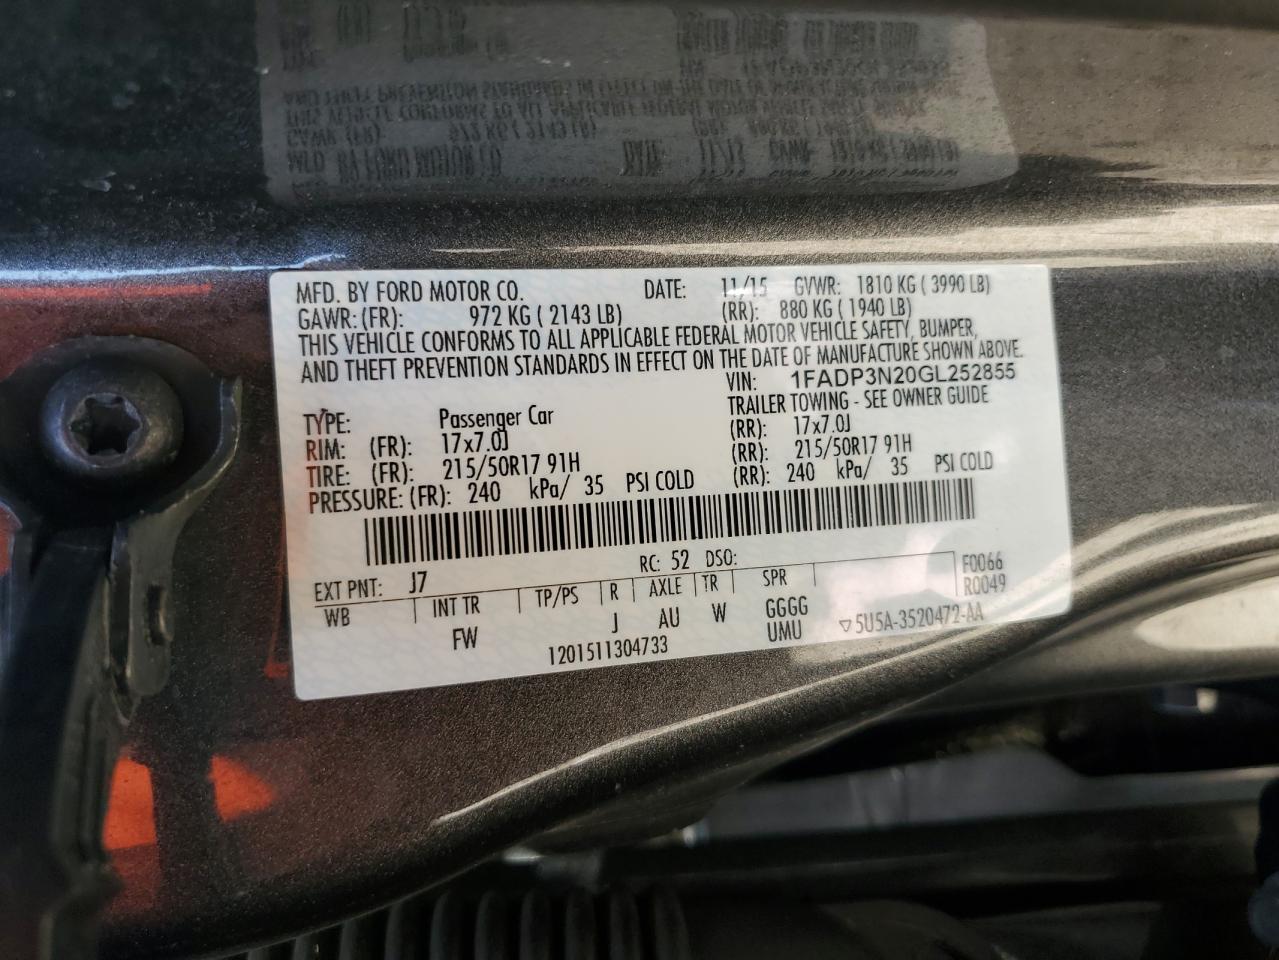 MFD. BY FORD MOTOR CO. DATE: 11/15 GVWR: 1810 KG ( 3990 LB)
GAWR: (FR): 972 KG ( 2143 LB) (RR): 880 KG ( 1940 LB)
THIS VEHICLE CONFORMS TO ALL APPLICABLE FEDERAL MOTOR VEHICLE SAFETY, BUMPER,
AND THEFT PREVENTION STANDARDS IN EFFECT ON THE DATE OF MANUFACTURE SHOWN ABOVE.
VIN: 1FADP3N20GL252855
TYPE: Passenger Car TRAILER TOWING - SEE OWNER GUIDE
RIM: (FR): 17x7.0J (RR): 17x7.0J
TIRE: (FR): 215/50R17 91H (RR): 215/50R17 91H
PRESSURE: (FR): 240 kPa/ 35 PSI COLD (RR): 240 kPa/ 35 PSI COLD
EXT PNT: J7 RC: 52 DSO: F0066
WB INT TR TP/PS R AXLE TR SPR R0049
FW J AU W GGGG
UMU ▽5U5A-3520472-AA
1201511304733